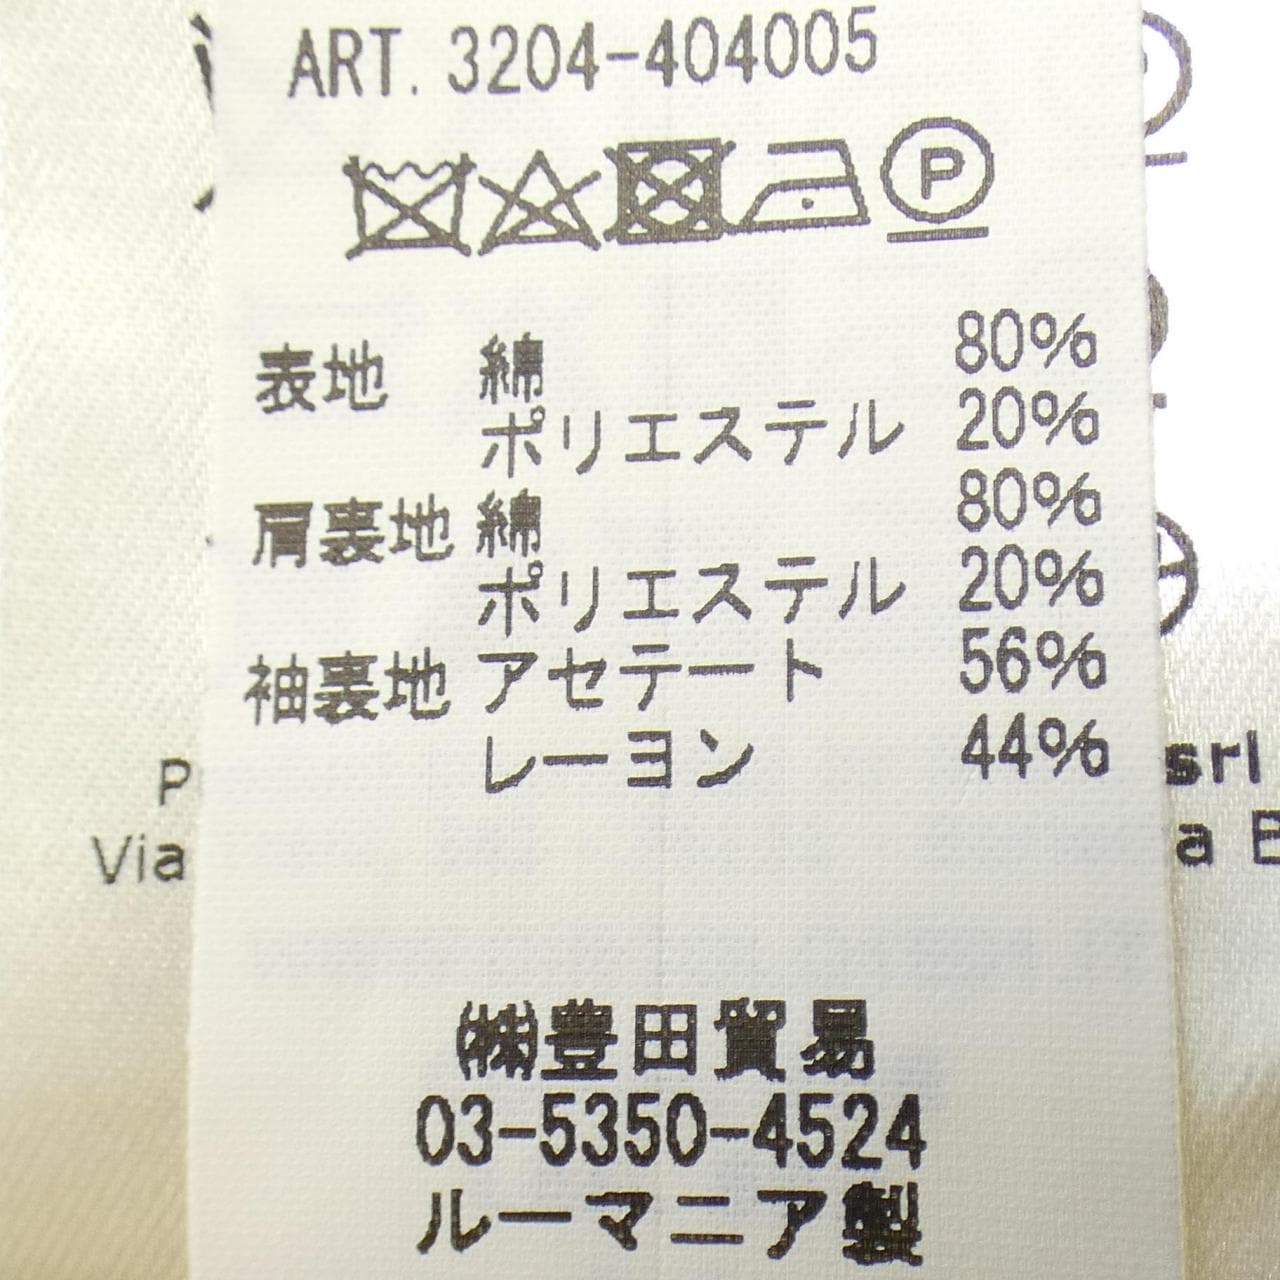 ART. 3204-404005
P
表地 綿 80%
ポリエステル 20%
肩裏地 綿 80%
ポリエステル 20%
袖裏地 アセテート 56%
レーヨン 44%
P srl
Via a B
㈱豊田貿易
03-5350-4524
ルーマニア製